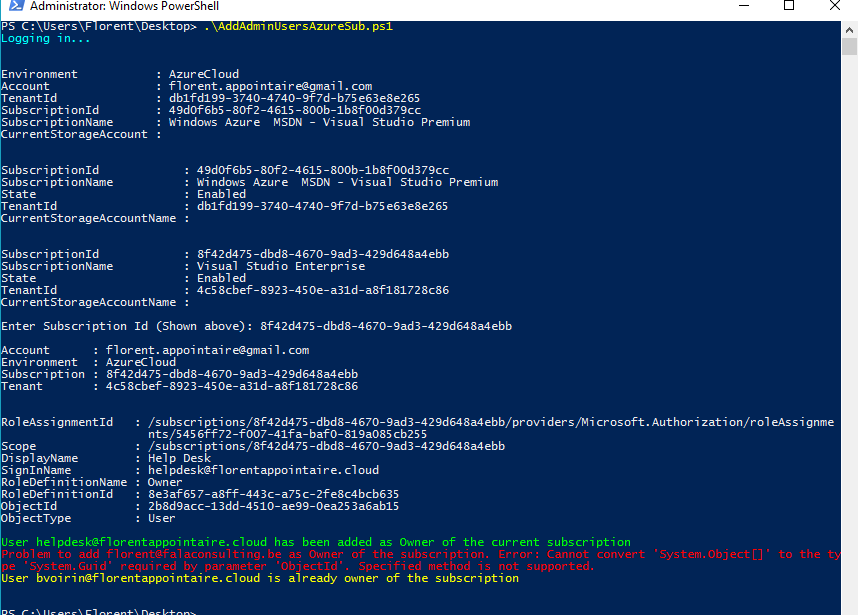 Administrator: Windows PowerShell
PS C:\Users\Florent\Desktop> .\AddAdminUsersAzureSub.ps1
Logging in...
Environment : AzureCloud
Account : florent.appointaire@gmail.com
TenantId : db1fd199-3740-4740-9f7d-b75e63e8e265
SubscriptionId : 49d0f6b5-80f2-4615-800b-1b8f00d379cc
SubscriptionName : Windows Azure  MSDN - Visual Studio Premium
CurrentStorageAccount :
SubscriptionId : 49d0f6b5-80f2-4615-800b-1b8f00d379cc
SubscriptionName : Windows Azure  MSDN - Visual Studio Premium
State : Enabled
TenantId : db1fd199-3740-4740-9f7d-b75e63e8e265
CurrentStorageAccountName :
SubscriptionId : 8f42d475-dbd8-4670-9ad3-429d648a4ebb
SubscriptionName : Visual Studio Enterprise
State : Enabled
TenantId : 4c58cbef-8923-450e-a31d-a8f181728c86
CurrentStorageAccountName :
Enter Subscription Id (Shown above): 8f42d475-dbd8-4670-9ad3-429d648a4ebb
Account : florent.appointaire@gmail.com
Environment : AzureCloud
Subscription : 8f42d475-dbd8-4670-9ad3-429d648a4ebb
Tenant : 4c58cbef-8923-450e-a31d-a8f181728c86
RoleAssignmentId : /subscriptions/8f42d475-dbd8-4670-9ad3-429d648a4ebb/providers/Microsoft.Authorization/roleAssignme
nts/5456ff72-f007-41fa-baf0-819a085cb255
Scope : /subscriptions/8f42d475-dbd8-4670-9ad3-429d648a4ebb
DisplayName : Help Desk
SignInName : helpdesk@florentappointaire.cloud
RoleDefinitionName : Owner
RoleDefinitionId : 8e3af657-a8ff-443c-a75c-2fe8c4bcb635
ObjectId : 2b8d9acc-13dd-4510-ae99-0ea253a6ab15
ObjectType : User
User helpdesk@florentappointaire.cloud has been added as Owner of the current subscription
Problem to add florent@falaconsulting.be as Owner of the subscription. Error: Cannot convert 'System.Object[]' to the ty
pe 'System.Guid' required by parameter 'ObjectId'. Specified method is not supported.
User bvoirin@florentappointaire.cloud is already owner of the subscription
PS C:\Users\Florent\Desktop>